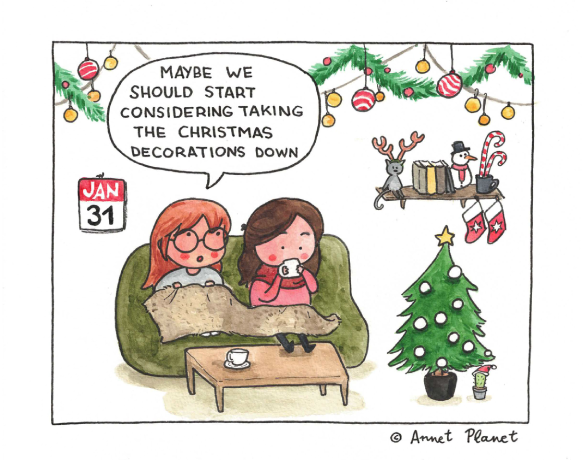 MAYBE WE
SHOULD START
CONSIDERING TAKING
THE CHRISTMAS
DECORATIONS DOWN
JAN
31
© Annet Planet